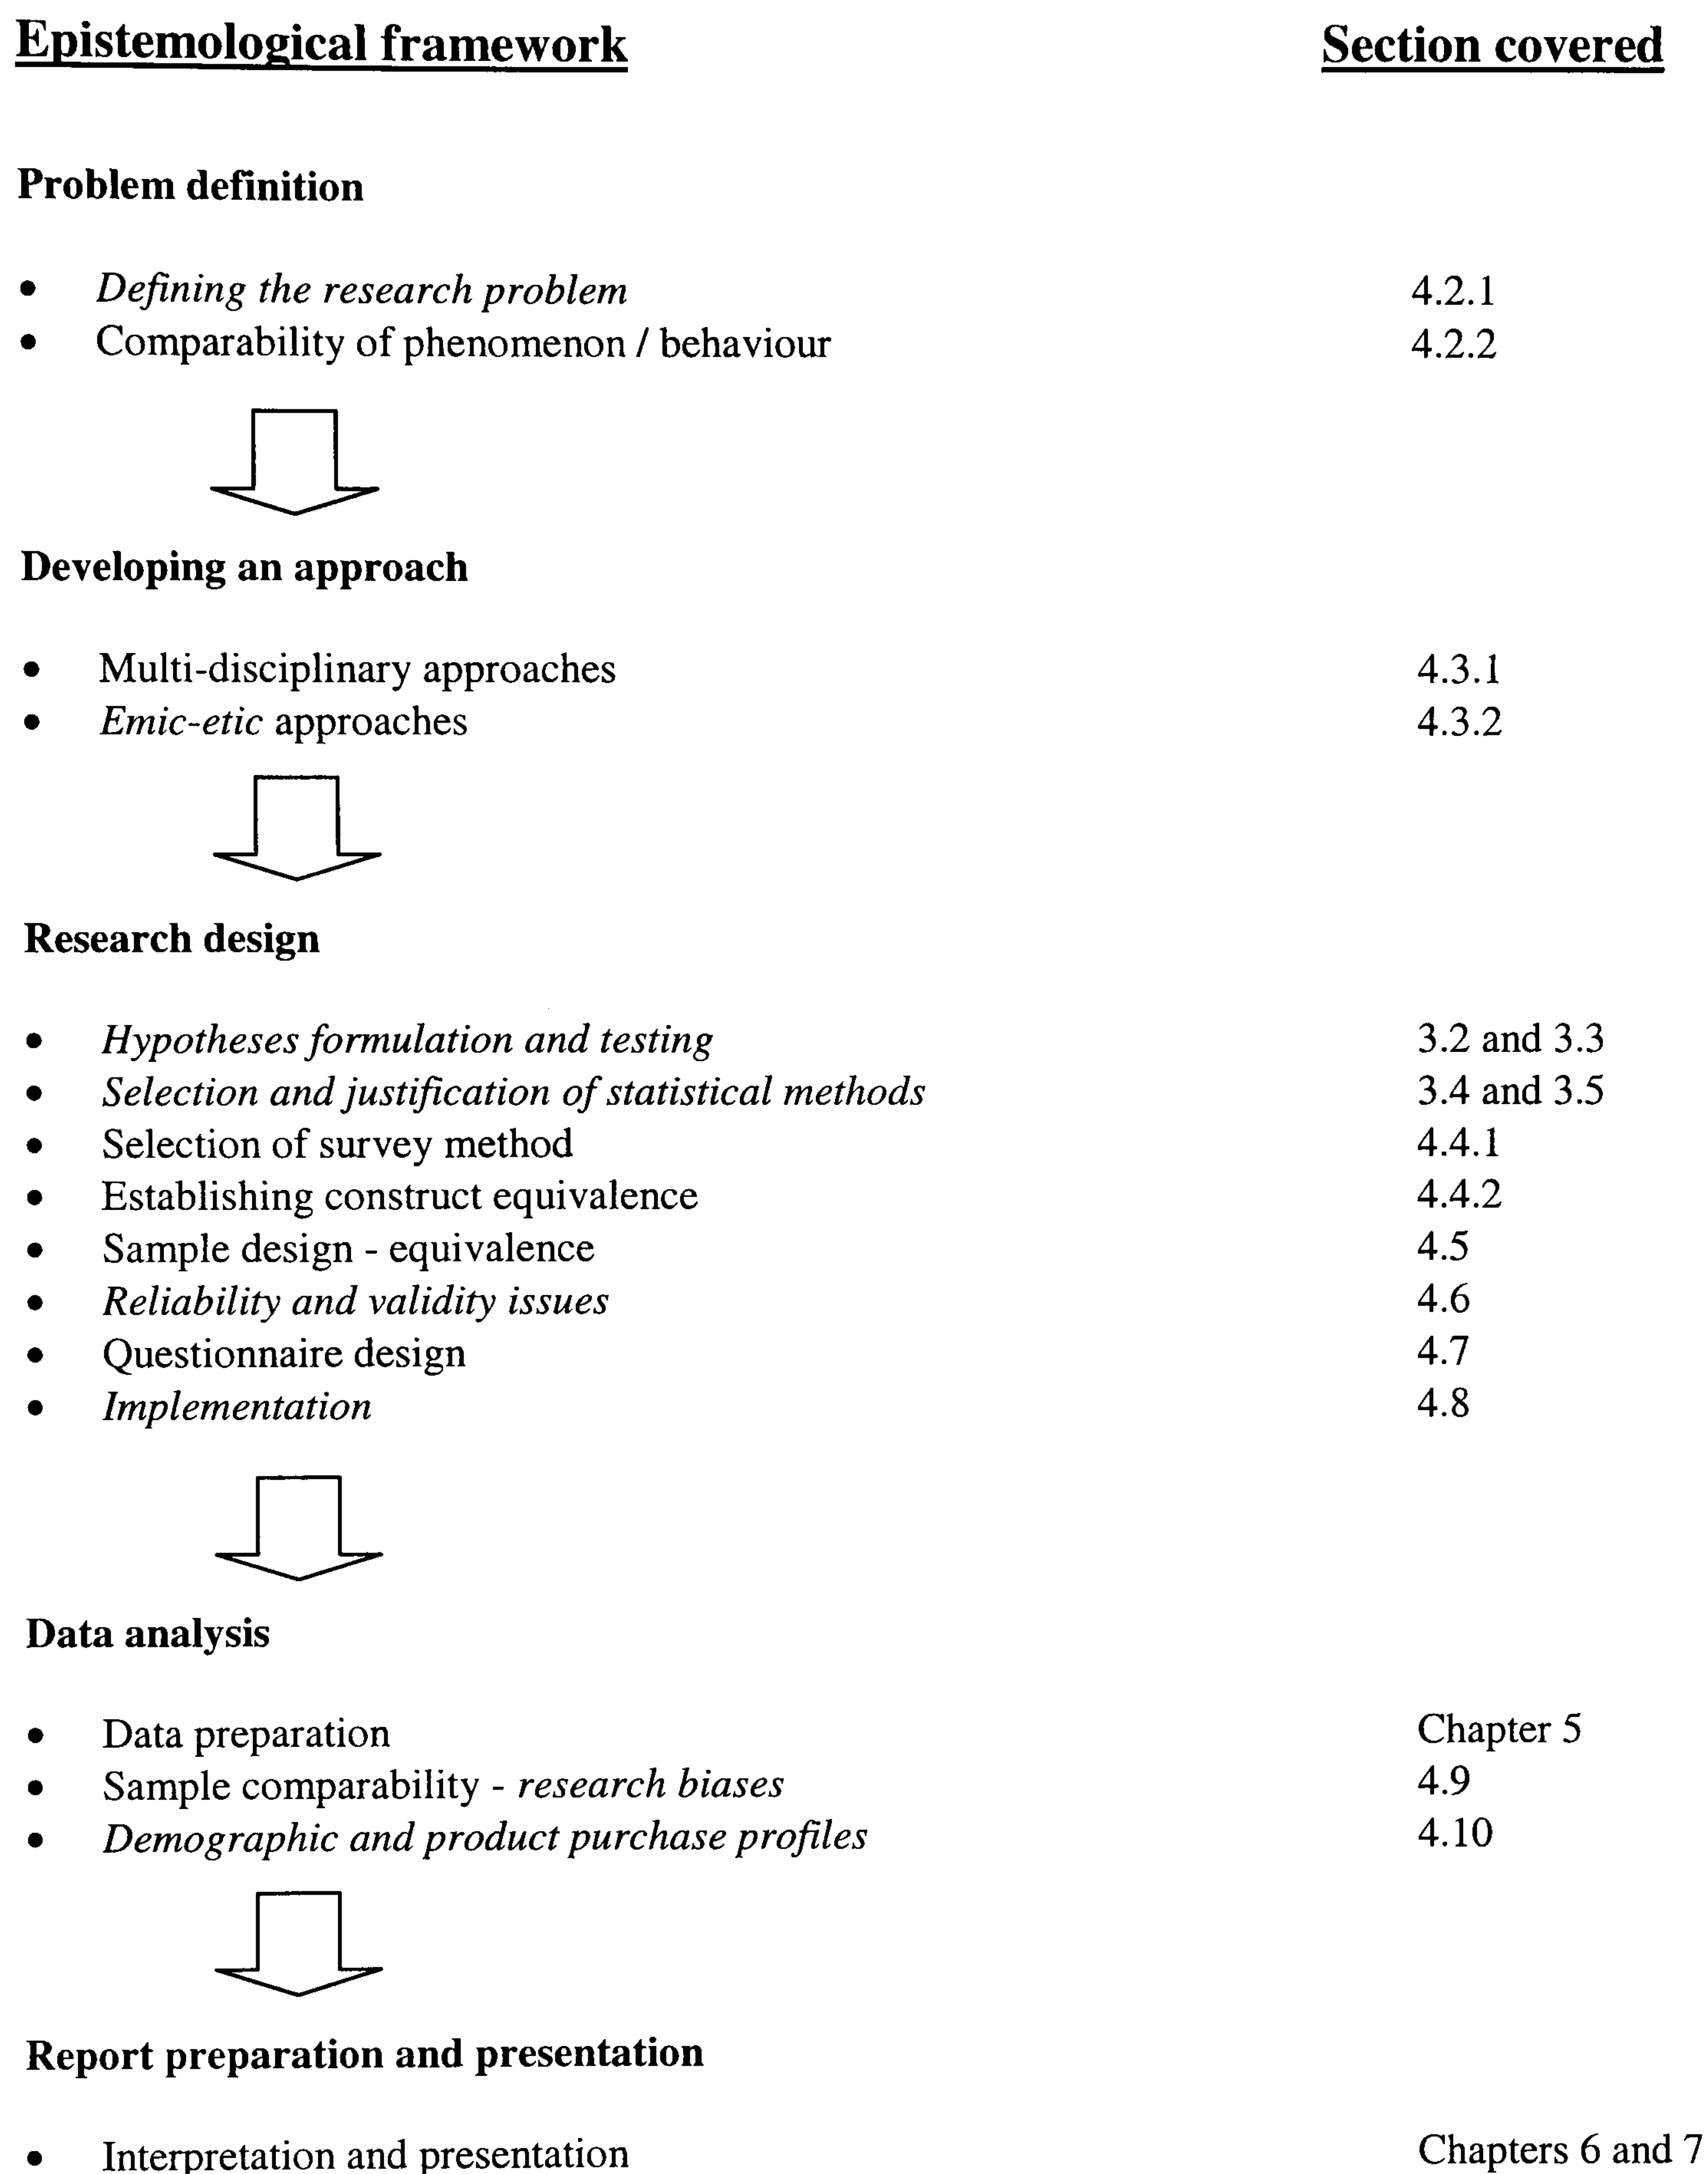 Epistemological framework Section covered
Problem definition
• Defining the research problem 4.2.1
• Comparability of phenomenon / behaviour 4.2.2
Developing an approach
• Multi-disciplinary approaches 4.3.1
• Emic-etic approaches 4.3.2
Research design
• Hypotheses formulation and testing 3.2 and 3.3
• Selection and justification of statistical methods 3.4 and 3.5
• Selection of survey method 4.4.1
• Establishing construct equivalence 4.4.2
• Sample design - equivalence 4.5
• Reliability and validity issues 4.6
• Questionnaire design 4.7
• Implementation 4.8
Data analysis
• Data preparation Chapter 5
• Sample comparability - research biases 4.9
• Demographic and product purchase profiles 4.10
Report preparation and presentation
• Interpretation and presentation Chapters 6 and 7